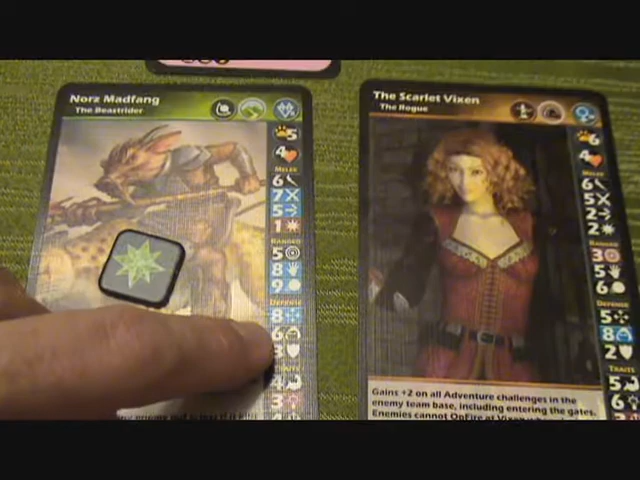 Norz Madfang
The Beastrider
5
4
MELEE
6
7
5
1
RANGED
5
8
9
DEFENSE
8
6
4
3
The Scarlet Vixen
The Rogue
6
4
MELEE
6
5
2
2
RANGED
3
5
6
DEFENSE
5
8
2
TRAITS
5
6
Gains +2 on all Adventure challenges in the
enemy team base, including entering the gates.
Enemies cannot OpFire at Vixen